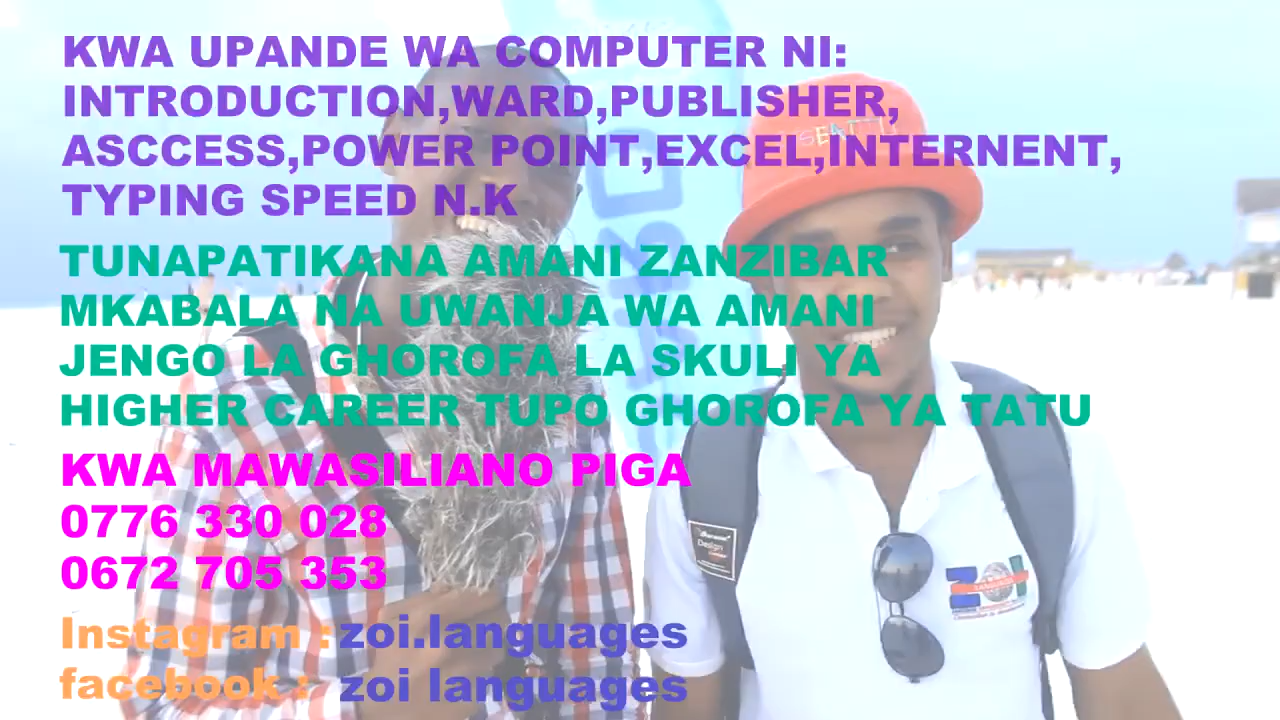 KWA UPANDE WA COMPUTER NI:
INTRODUCTION,WARD,PUBLISHER,
ASCCESS,POWER POINT,EXCEL,INTERNENT,
TYPING SPEED N.K
TUNAPATIKANA AMANI ZANZIBAR
MKABALA NA UWANJA WA AMANI
JENGO LA GHOROFA LA SKULI YA
HIGHER CAREER TUPO GHOROFA YA TATU
KWA MAWASILIANO PIGA
0776 330 028
0672 705 353
Instagram : zoi.languages
facebook : zoi languages
Design
ZOI